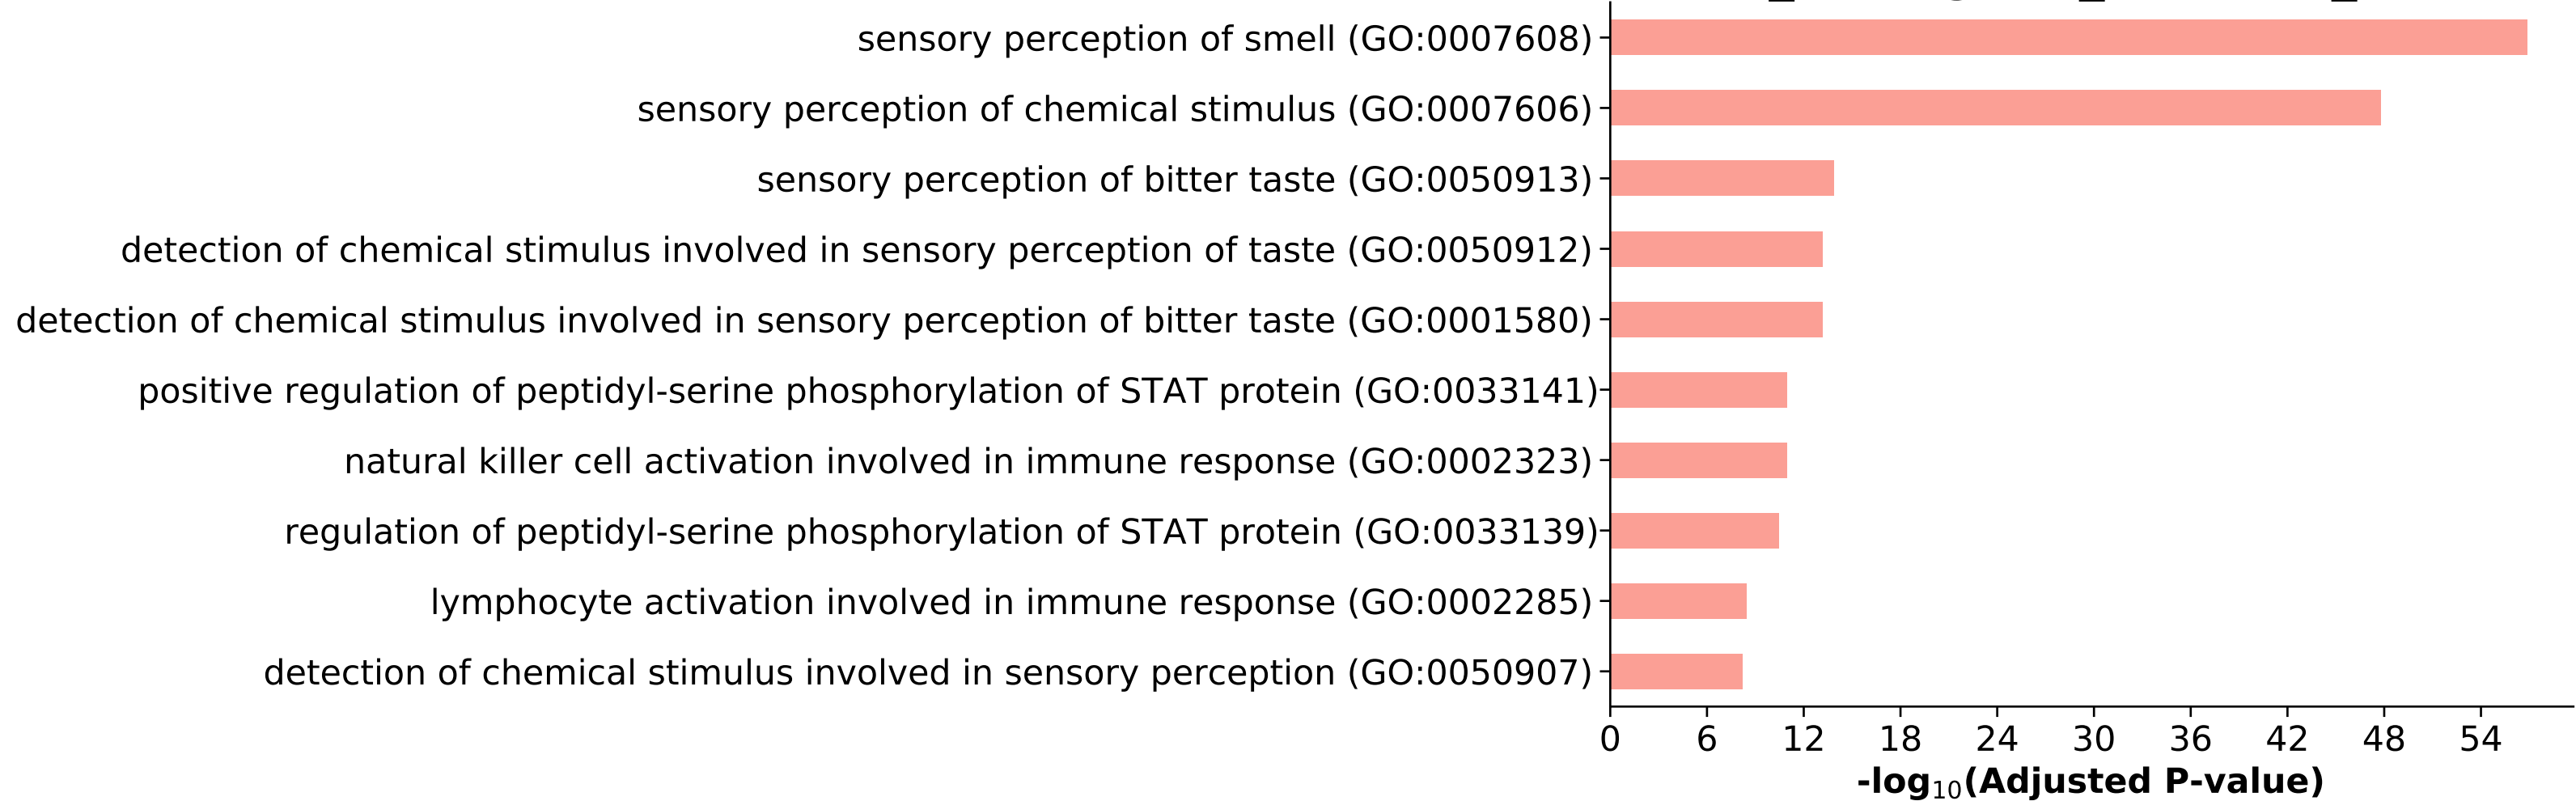 sensory perception of smell (GO:0007608)
sensory perception of chemical stimulus (GO:0007606)
sensory perception of bitter taste (GO:0050913)
detection of chemical stimulus involved in sensory perception of taste (GO:0050912)
detection of chemical stimulus involved in sensory perception of bitter taste (GO:0001580)
positive regulation of peptidyl-serine phosphorylation of STAT protein (GO:0033141)
natural killer cell activation involved in immune response (GO:0002323)
regulation of peptidyl-serine phosphorylation of STAT protein (GO:0033139)
lymphocyte activation involved in immune response (GO:0002285)
detection of chemical stimulus involved in sensory perception (GO:0050907)
0 6 12 18 24 30 36 42 48 54
-log₁₀(Adjusted P-value)